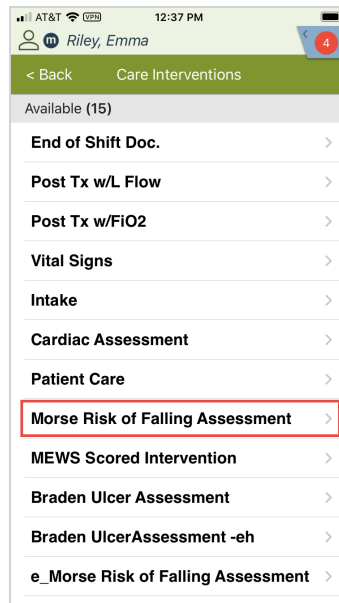 AT&T VPN 12:37 PM
m Riley, Emma 4
< Back Care Interventions
Available (15)
End of Shift Doc.
Post Tx w/L Flow
Post Tx w/FiO2
Vital Signs
Intake
Cardiac Assessment
Patient Care
Morse Risk of Falling Assessment
MEWS Scored Intervention
Braden Ulcer Assessment
Braden UlcerAssessment -eh
e_Morse Risk of Falling Assessment